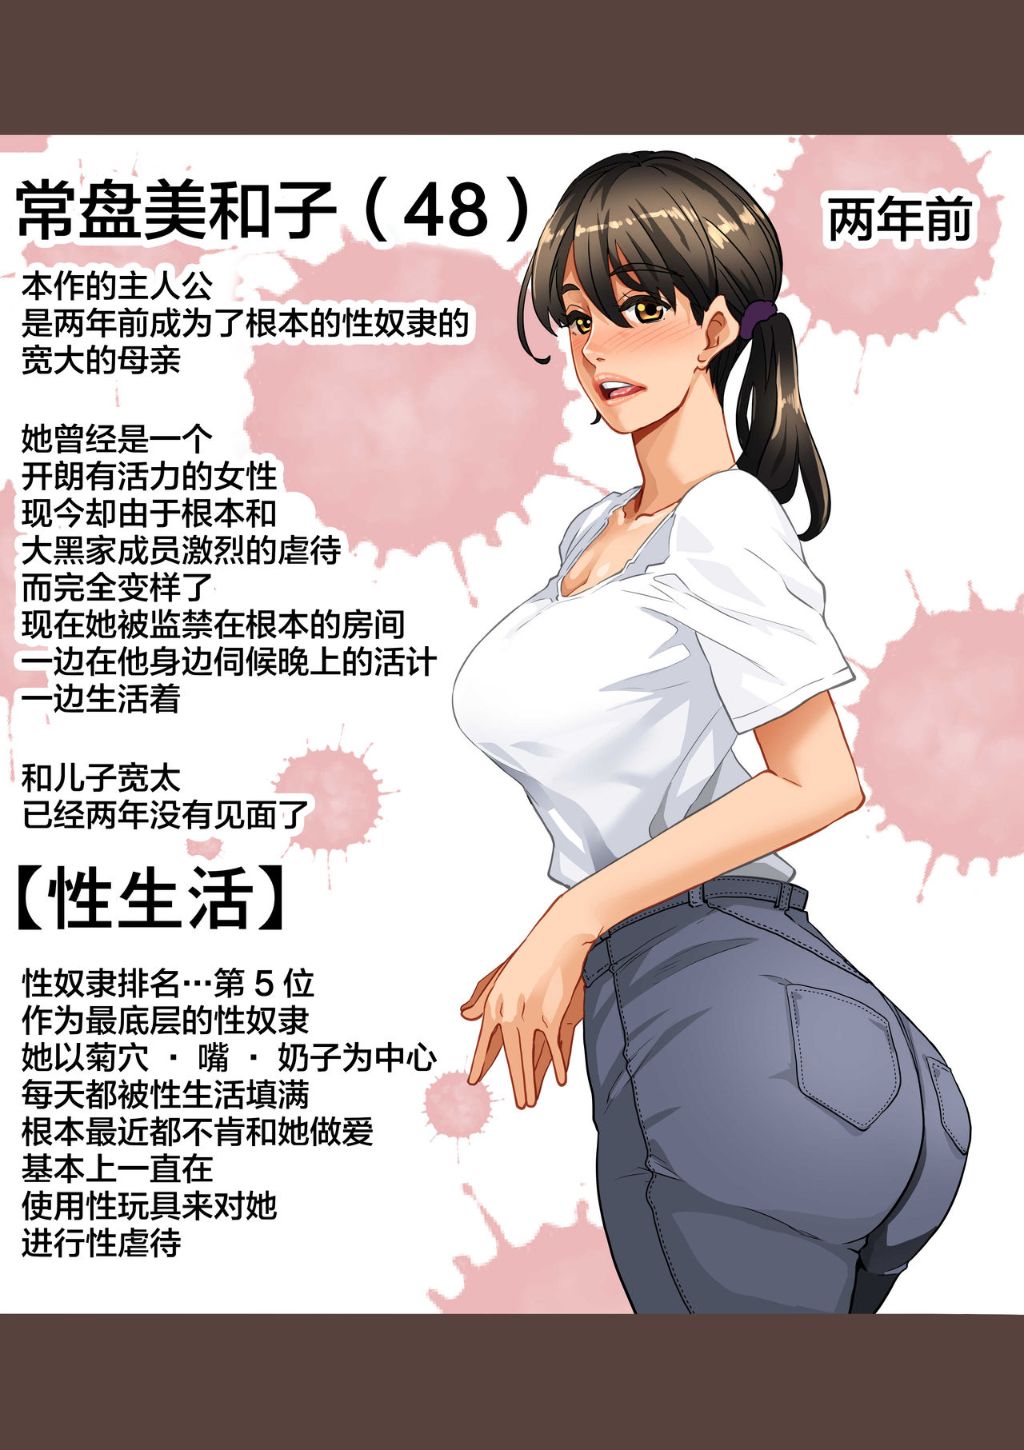 常盘美和子（48）
两年前
本作的主人公
是两年前成为了根本的性奴隶的
宽大的母亲
她曾经是一个
开朗有活力的女性
现今却由于根本和
大黑家成员激烈的虐待
而完全变样了
现在她被监禁在根本的房间
一边在他身边伺候晚上的活计
一边生活着
和儿子宽太
已经两年没有见面了
【性生活】
性奴隶排名…第5位
作为最底层的性奴隶
她以菊穴・嘴・奶子为中心
每天都被性生活填满
根本最近都不肯和她做爱
基本上一直在
使用性玩具来对她
进行性虐待